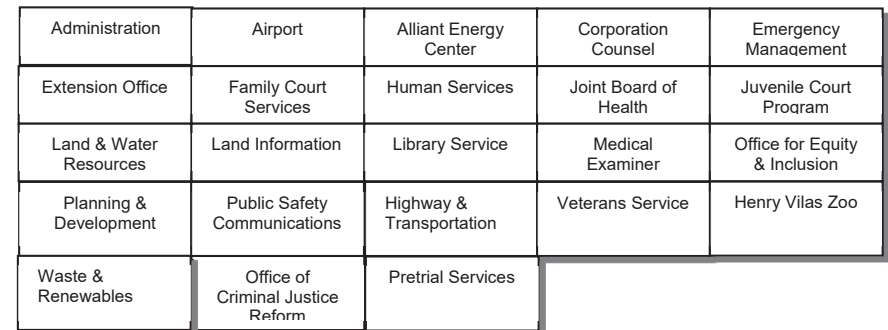 Administration
Airport
Alliant Energy
Center
Corporation
Counsel
Emergency
Management
Extension Office
Family Court
Services
Human Services
Joint Board of
Health
Juvenile Court
Program
Land & Water
Resources
Land Information
Library Service
Medical
Examiner
Office for Equity
& Inclusion
Planning &
Development
Public Safety
Communications
Highway &
Transportation
Veterans Service
Henry Vilas Zoo
Waste &
Renewables
Office of
Criminal Justice
Reform
Pretrial Services